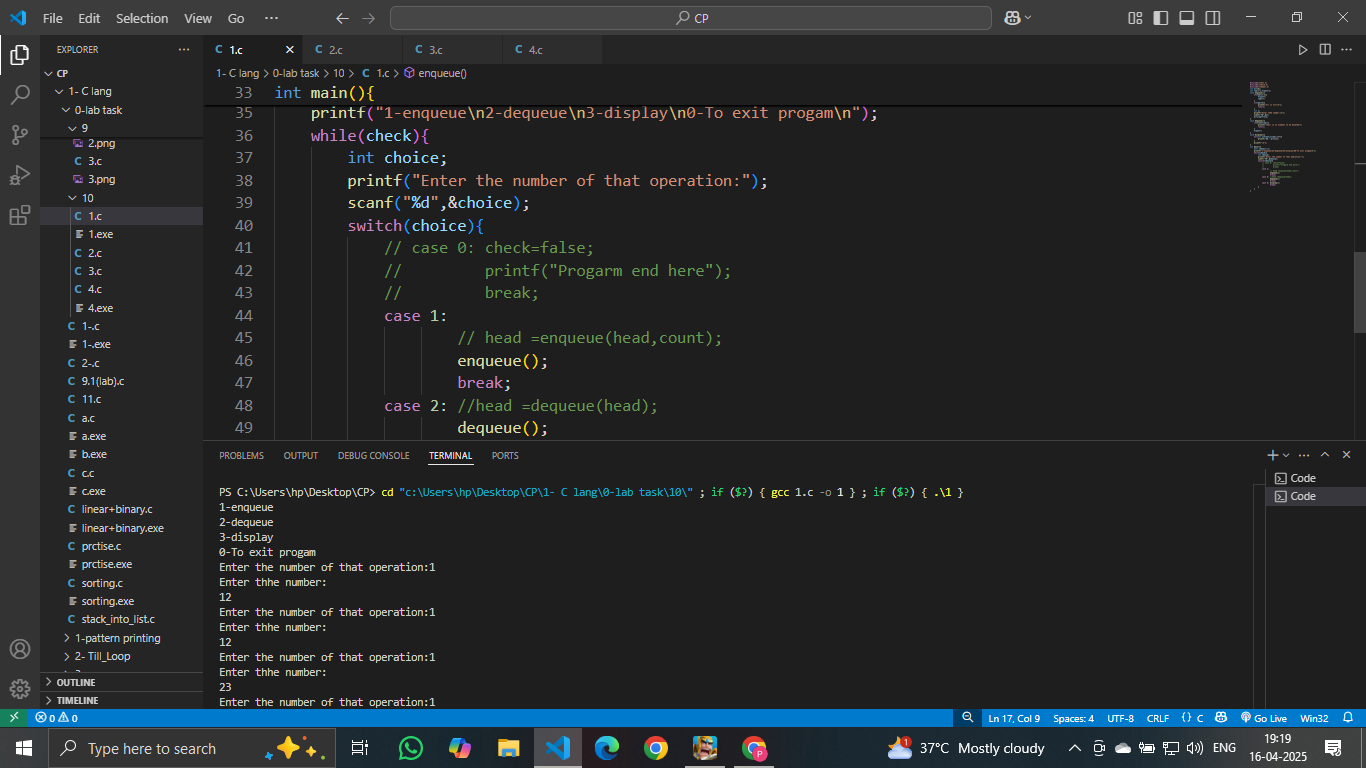 File Edit Selection View Go ··· CP
EXPLORER ···
CP
1- C lang
0-lab task
9
2.png
C 3.c
3.png
10
C 1.c
1.exe
C 2.c
C 3.c
C 4.c
4.exe
C 1-.c
1-.exe
C 2-.c
C 9.1(lab).c
C 11.c
C a.c
a.exe
b.exe
C c.c
c.exe
C linear+binary.c
linear+binary.exe
C prctise.c
prctise.exe
C sorting.c
sorting.exe
C stack_into_list.c
1-pattern printing
2- Till_Loop
OUTLINE
TIMELINE
C 1.c C 2.c C 3.c C 4.c
1- C lang > 0-lab task > 10 > C 1.c > enqueue()
33 int main(){
35 printf("1-enqueue\n2-dequeue\n3-display\n0-To exit progam\n");
36 while(check){
37 int choice;
38 printf("Enter the number of that operation:");
39 scanf("%d",&choice);
40 switch(choice){
41 // case 0: check=false;
42 // printf("Progarm end here");
43 // break;
44 case 1:
45 // head =enqueue(head,count);
46 enqueue();
47 break;
48 case 2: //head =dequeue(head);
49 dequeue();
PROBLEMS OUTPUT DEBUG CONSOLE TERMINAL PORTS
PS C:\Users\hp\Desktop\CP> cd "c:\Users\hp\Desktop\CP\1- C lang\0-lab task\10\" ; if ($?) { gcc 1.c -o 1 } ; if ($?) { .\1 }
1-enqueue
2-dequeue
3-display
0-To exit progam
Enter the number of that operation:1
Enter thhe number:
12
Enter the number of that operation:1
Enter thhe number:
12
Enter the number of that operation:1
Enter thhe number:
23
Enter the number of that operation:1
Code
Code
0 0 Ln 17, Col 9 Spaces: 4 UTF-8 CRLF {} C Go Live Win32
Type here to search 1 37°C Mostly cloudy ENG 19:19
16-04-2025